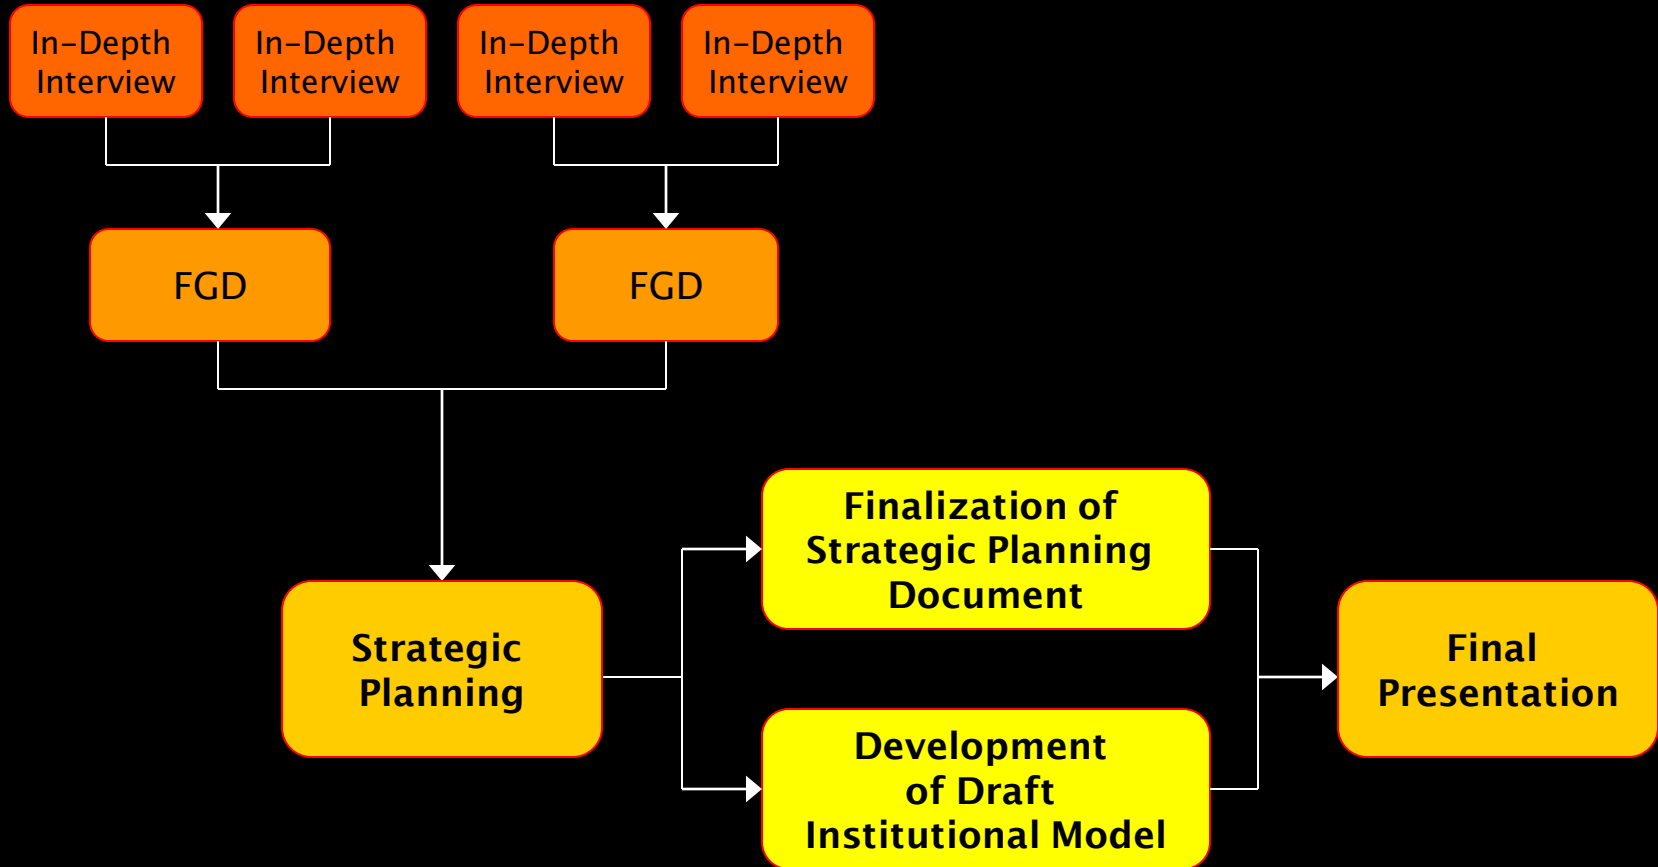 In-Depth
Interview
In-Depth
Interview
In-Depth
Interview
In-Depth
Interview
FGD
FGD
Strategic
Planning
Finalization of
Strategic Planning
Document
Development
of Draft
Institutional Model
Final
Presentation